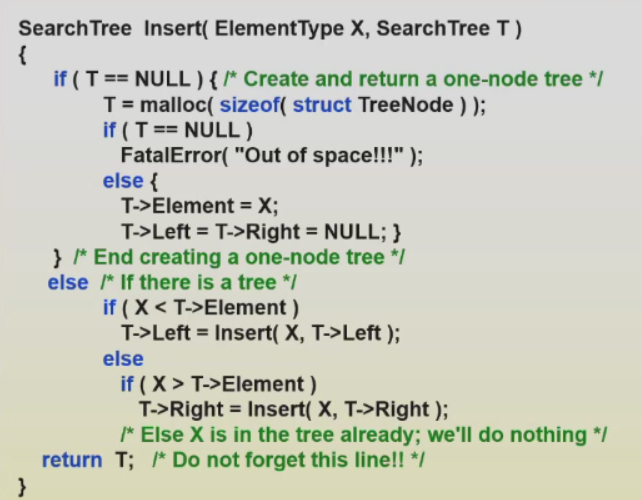 SearchTree Insert( ElementType X, SearchTree T )
{
if ( T == NULL ) { /* Create and return a one-node tree */
T = malloc( sizeof( struct TreeNode ) );
if ( T == NULL )
FatalError( "Out of space!!!" );
else {
T->Element = X;
T->Left = T->Right = NULL; }
} /* End creating a one-node tree */
else /* If there is a tree */
if ( X < T->Element )
T->Left = Insert( X, T->Left );
else
if ( X > T->Element )
T->Right = Insert( X, T->Right );
/* Else X is in the tree already; we'll do nothing */
return T; /* Do not forget this line!! */
}